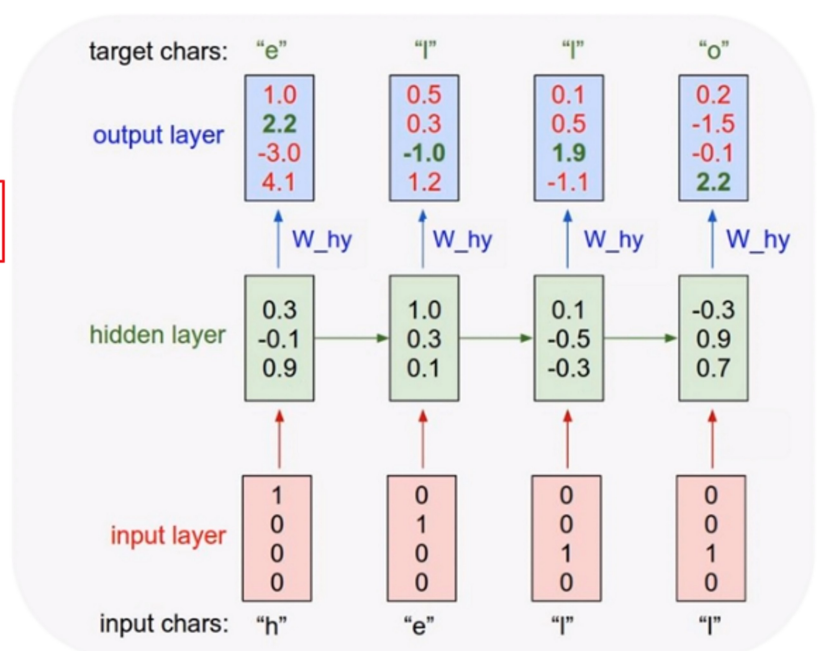 target chars: “e” “l” “l” “o”
output layer
1.0 0.5 0.1 0.2
2.2 0.3 0.5 -1.5
-3.0 -1.0 1.9 -0.1
4.1 1.2 -1.1 2.2
W_hy W_hy W_hy W_hy
hidden layer
0.3 1.0 0.1 -0.3
-0.1 0.3 -0.5 0.9
0.9 0.1 -0.3 0.7
input layer
1 0 0 0
0 1 0 0
0 0 1 1
0 0 0 0
input chars: “h” “e” “l” “l”